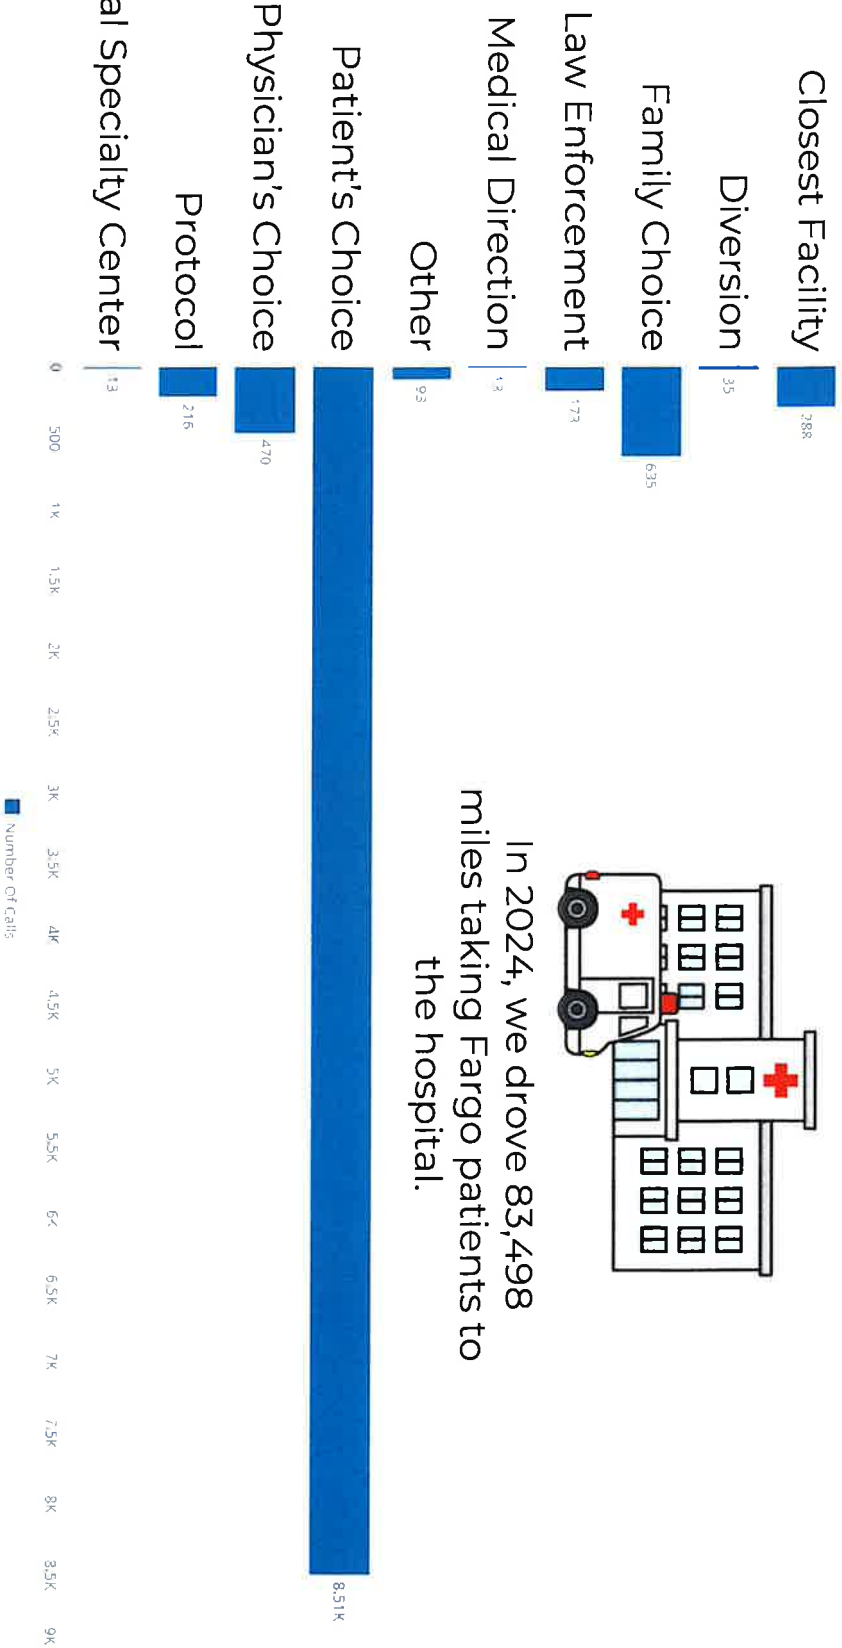 Closest Facility
288
Diversion
35
Family Choice
635
Law Enforcement
173
Medical Direction
13
Other
93
Patient's Choice
8.51K
Physician's Choice
470
Protocol
216
al Specialty Center
13
0 500 1K 1.5K 2K 2.5K 3K 3.5K 4K 4.5K 5K 5.5K 6K 6.5K 7K 7.5K 8K 8.5K 9K
Number Of Calls
In 2024, we drove 83,498
miles taking Fargo patients to
the hospital.